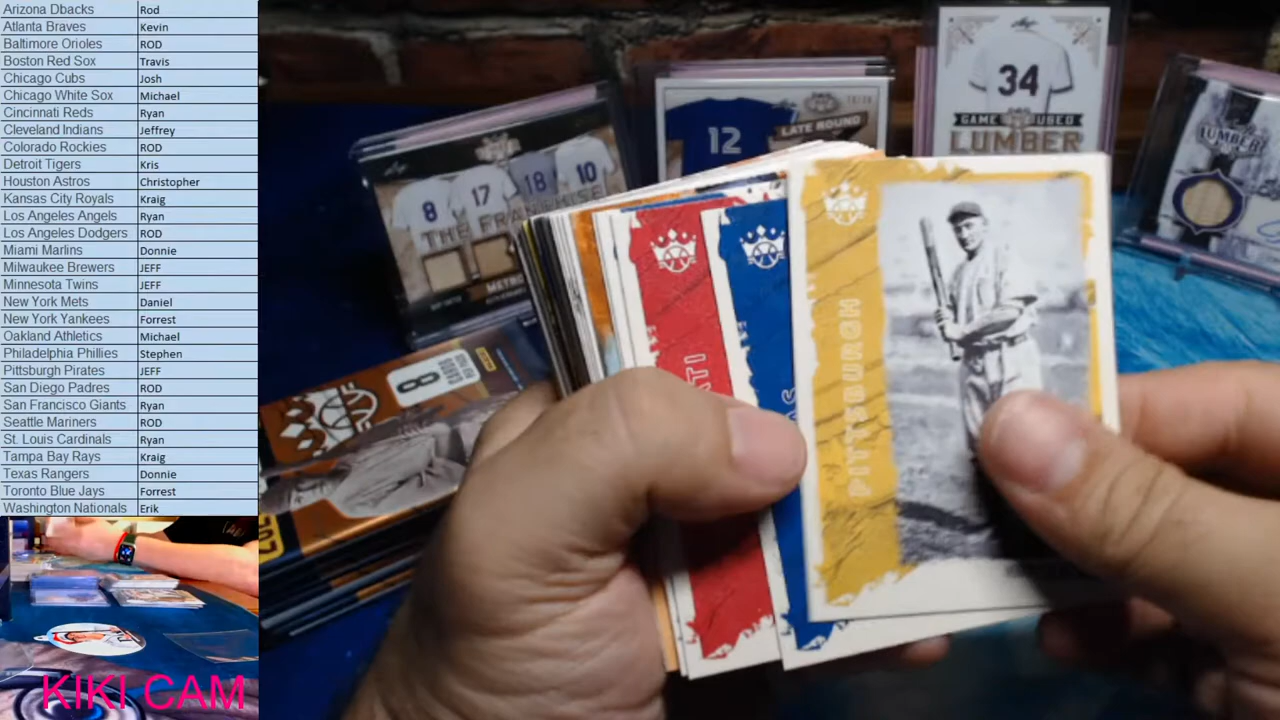 Arizona Dbacks Rod
Atlanta Braves Kevin
Baltimore Orioles ROD
Boston Red Sox Travis
Chicago Cubs Josh
Chicago White Sox Michael
Cincinnati Reds Ryan
Cleveland Indians Jeffrey
Colorado Rockies ROD
Detroit Tigers Kris
Houston Astros Christopher
Kansas City Royals Kraig
Los Angeles Angels Ryan
Los Angeles Dodgers ROD
Miami Marlins Donnie
Milwaukee Brewers JEFF
Minnesota Twins JEFF
New York Mets Daniel
New York Yankees Forrest
Oakland Athletics Michael
Philadelphia Phillies Stephen
Pittsburgh Pirates JEFF
San Diego Padres ROD
San Francisco Giants Ryan
Seattle Mariners ROD
St. Louis Cardinals Ryan
Tampa Bay Rays Kraig
Texas Rangers Donnie
Toronto Blue Jays Forrest
Washington Nationals Erik
KIKI CAM
8 17 18 10
THE FRANCHISE
12
LATE ROUND
34
GAME USED
LUMBER
LUMBER
8
CARDS
PITTSBURGH